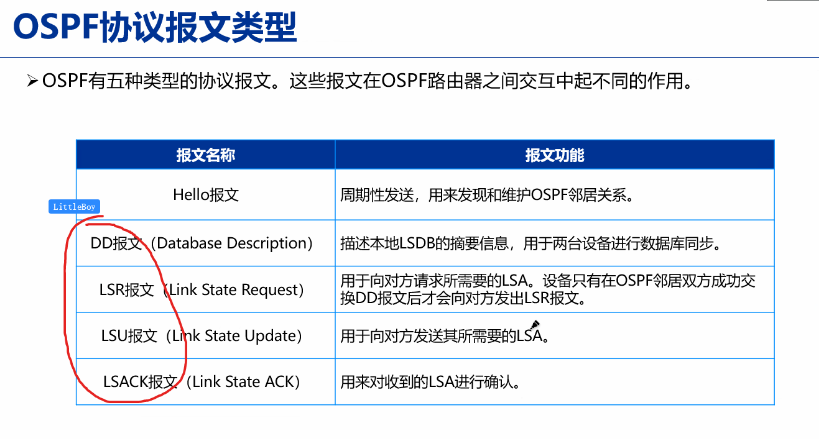 OSPF协议报文类型
➢OSPF有五种类型的协议报文。这些报文在OSPF路由器之间交互中起不同的作用。
报文名称 报文功能
Hello报文 周期性发送，用来发现和维护OSPF邻居关系。
LittleBoy
DD报文（Database Description） 描述本地LSDB的摘要信息，用于两台设备进行数据库同步。
LSR报文（Link State Request） 用于向对方请求所需要的LSA。设备只有在OSPF邻居双方成功交
换DD报文后才会向对方发出LSR报文。
LSU报文（Link State Update） 用于向对方发送其所需要的LSA。
LSACK报文（Link State ACK） 用来对收到的LSA进行确认。